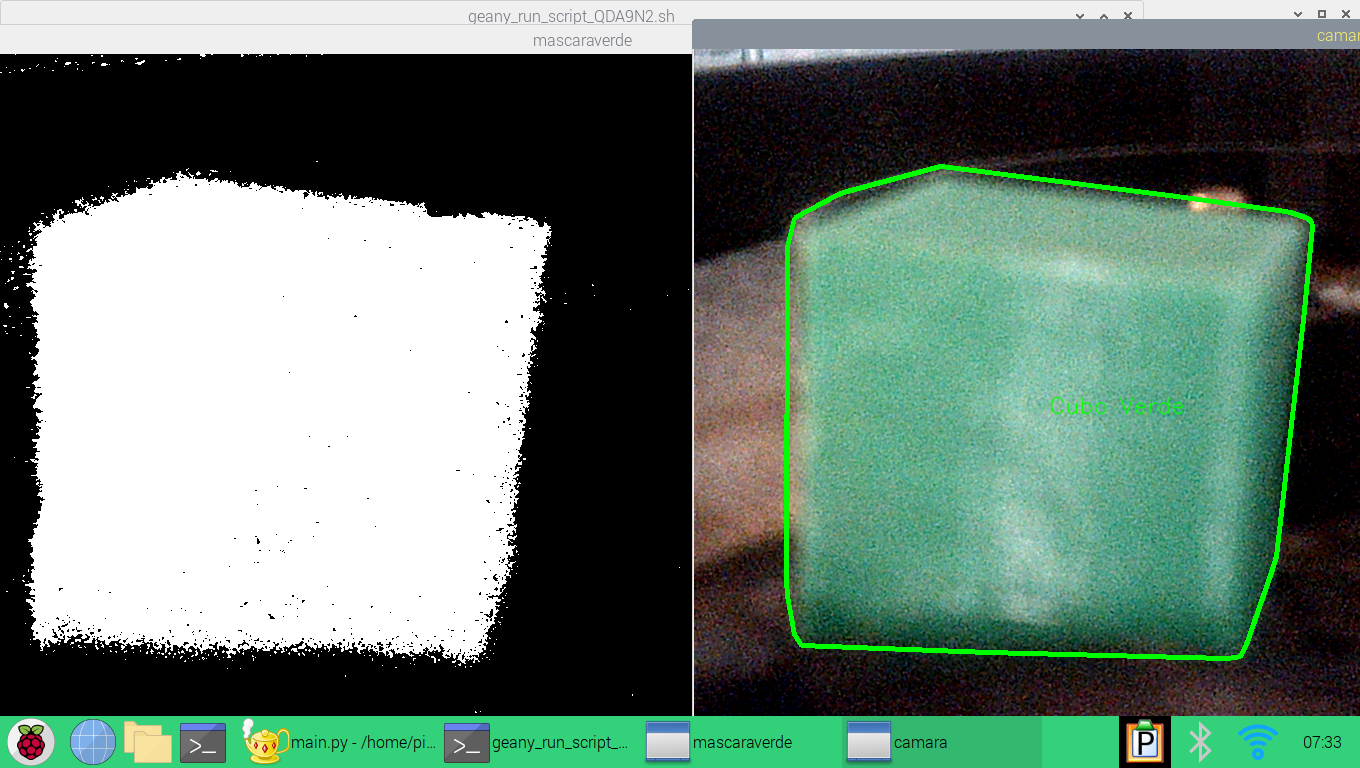 geany_run_script_QDA9N2.sh
mascaraverde
camar
Cubo Verde
main.py - /home/pi...
geany_run_script_...
mascaraverde
camara
P
07:33